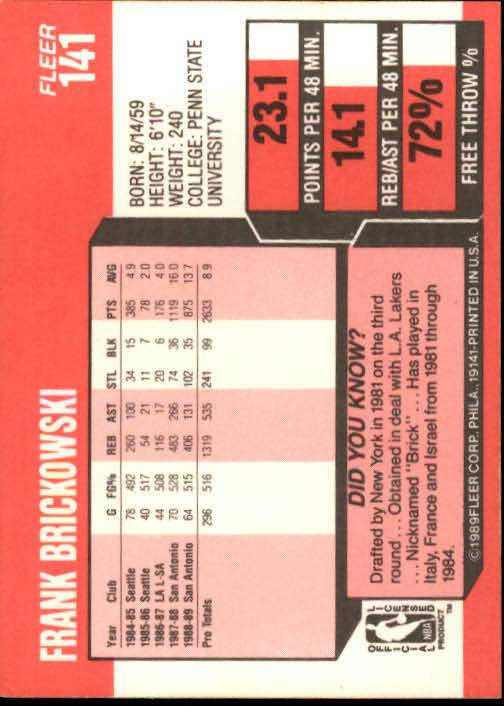 FRANK BRICKOWSKI
FLEER
141
Year Club G FG% REB AST STL BLK PTS AVG
1984-85 Seattle 78 492 260 100 34 15 385 4.9
1985-86 Seattle 40 517 54 21 11 7 78 2.0
1986-87 LA L-SA 44 508 116 17 20 6 176 4.0
1987-88 San Antonio 70 528 483 266 74 36 1119 16.0
1988-89 San Antonio 64 515 406 131 102 35 875 13.7
Pro Totals 296 516 1319 535 241 99 2633 8.9
BORN: 8/14/59
HEIGHT: 6'10"
WEIGHT: 240
COLLEGE: PENN STATE
UNIVERSITY
23.1
POINTS PER 48 MIN.
14.1
REB/AST PER 48 MIN.
72%
FREE THROW %
DID YOU KNOW?
Drafted by New York in 1981 on the third
round . . . Obtained in deal with L.A. Lakers
. . . Nicknamed "Brick" . . . Has played in
Italy, France and Israel from 1981 through
1984.
OFFICIAL
LICENSED
NBA
PRODUCT™
©1989 FLEER CORP., PHILA., 19141-PRINTED IN U.S.A.